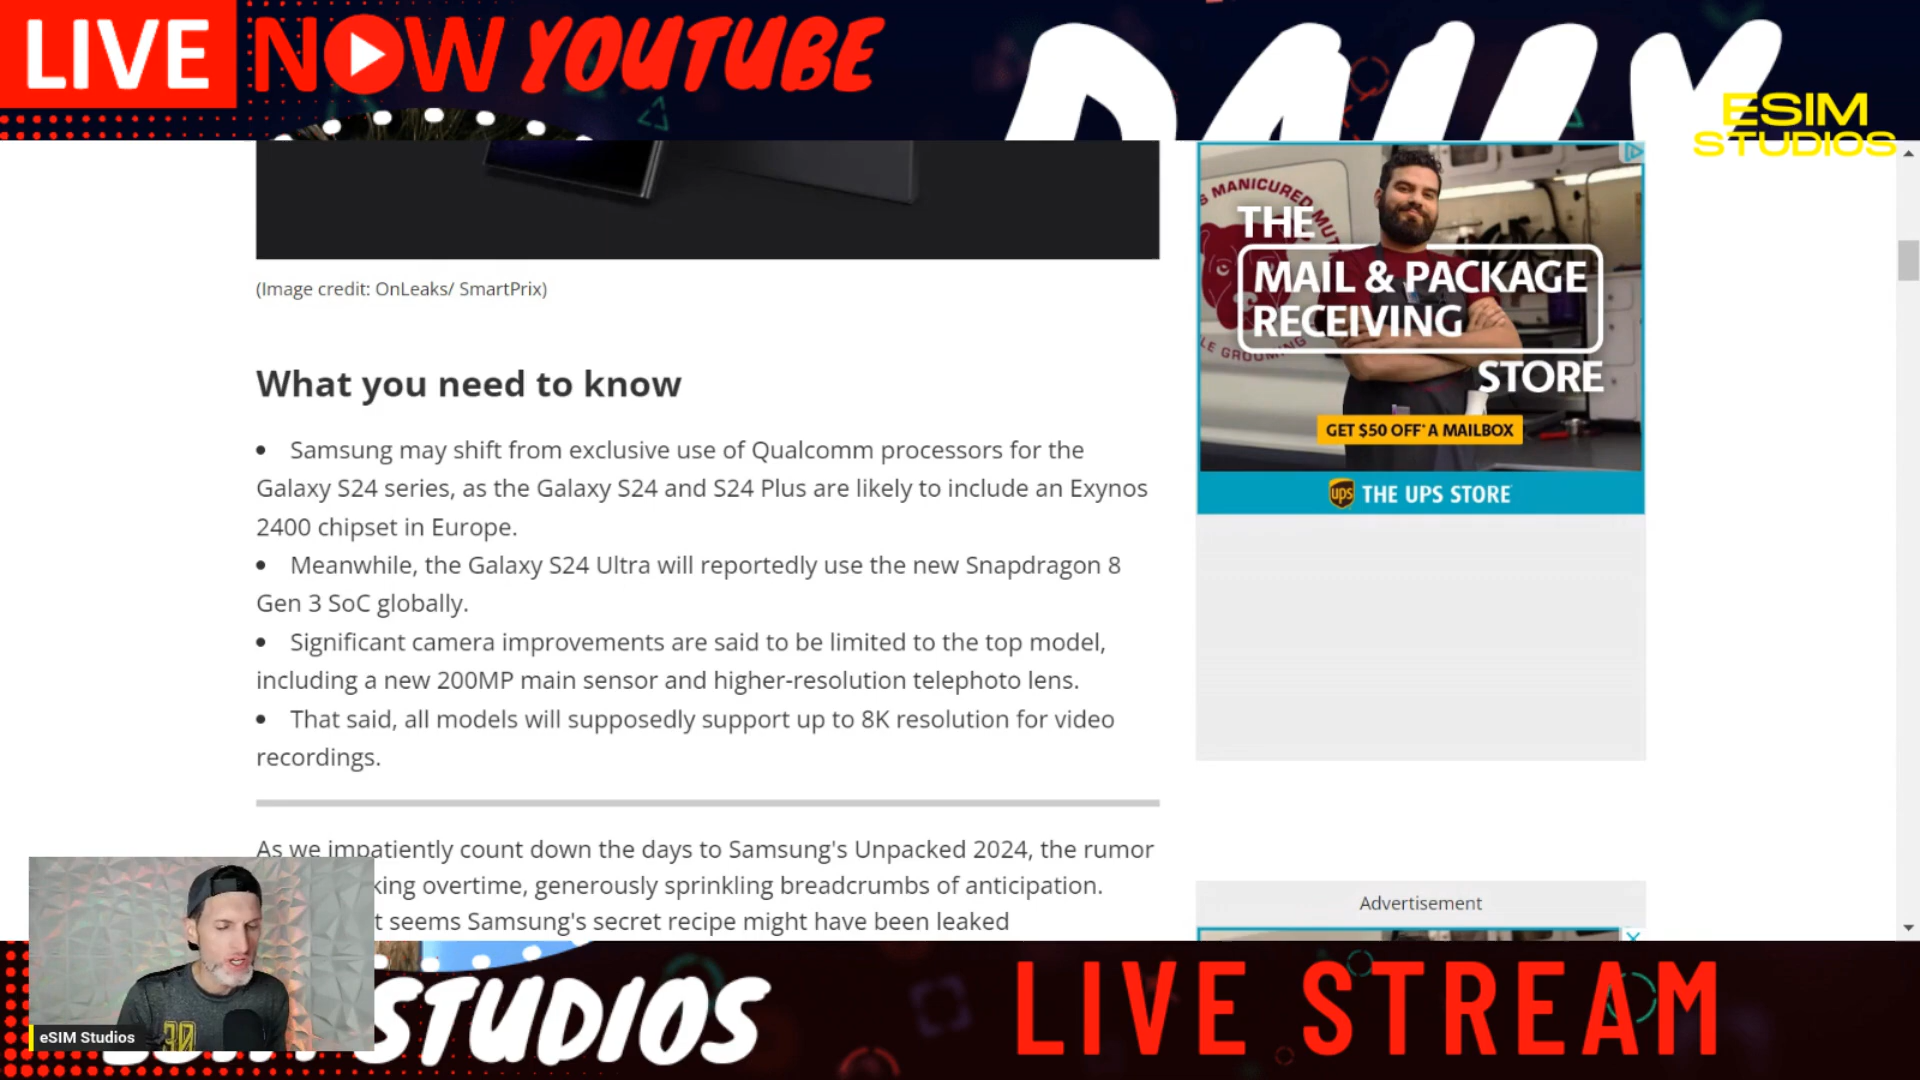 LIVE NOW YOUTUBE
DAILY
ESIM
STUDIOS
(Image credit: OnLeaks/ SmartPrix)
What you need to know
• Samsung may shift from exclusive use of Qualcomm processors for the
Galaxy S24 series, as the Galaxy S24 and S24 Plus are likely to include an Exynos
2400 chipset in Europe.
• Meanwhile, the Galaxy S24 Ultra will reportedly use the new Snapdragon 8
Gen 3 SoC globally.
• Significant camera improvements are said to be limited to the top model,
including a new 200MP main sensor and higher-resolution telephoto lens.
• That said, all models will supposedly support up to 8K resolution for video
recordings.
As we impatiently count down the days to Samsung's Unpacked 2024, the rumor
king overtime, generously sprinkling breadcrumbs of anticipation.
t seems Samsung's secret recipe might have been leaked
MANICURED
THE
MAIL & PACKAGE
RECEIVING
STORE
GROOMING
GET $50 OFF* A MAILBOX
ups THE UPS STORE
Advertisement
30
eSIM Studios
STUDIOS
LIVE STREAM